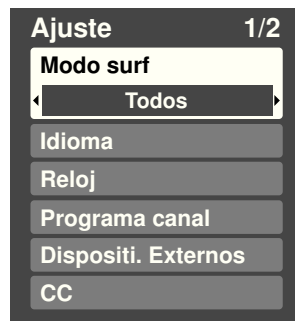 Ajuste 1/2
Modo surf
Todos
Idioma
Reloj
Programa canal
Dispositi. Externos
CC